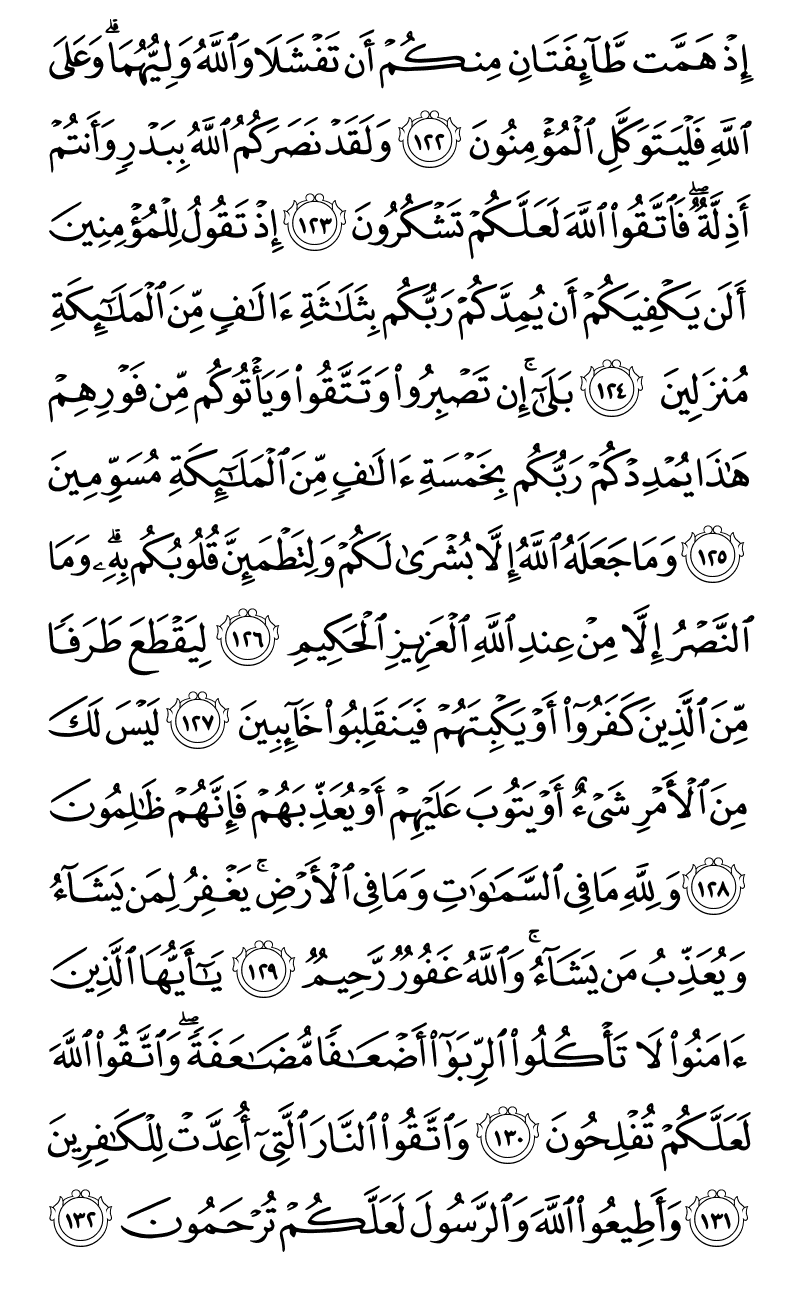 إِذْ هَمَّت طَّآئِفَتَانِ مِنكُمْ أَن تَفْشَلَا وَٱللَّهُ وَلِيُّهُمَا ۗ وَعَلَى
ٱللَّهِ فَلْيَتَوَكَّلِ ٱلْمُؤْمِنُونَ ١٢٢ وَلَقَدْ نَصَرَكُمُ ٱللَّهُ بِبَدْرٍ وَأَنتُمْ
أَذِلَّةٌ ۖ فَٱتَّقُوا۟ ٱللَّهَ لَعَلَّكُمْ تَشْكُرُونَ ١٢٣ إِذْ تَقُولُ لِلْمُؤْمِنِينَ
أَلَن يَكْفِيَكُمْ أَن يُمِدَّكُمْ رَبُّكُم بِثَلَٰثَةِ ءَالَٰفٍ مِّنَ ٱلْمَلَٰٓئِكَةِ
مُنزَلِينَ ١٢٤ بَلَىٰٓ ۚ إِن تَصْبِرُوا۟ وَتَتَّقُوا۟ وَيَأْتُوكُم مِّن فَوْرِهِمْ
هَٰذَا يُمْدِدْكُمْ رَبُّكُم بِخَمْسَةِ ءَالَٰفٍ مِّنَ ٱلْمَلَٰٓئِكَةِ مُسَوِّمِينَ
١٢٥ وَمَا جَعَلَهُ ٱللَّهُ إِلَّا بُشْرَىٰ لَكُمْ وَلِتَطْمَئِنَّ قُلُوبُكُم بِهِۦ ۗ وَمَا
ٱلنَّصْرُ إِلَّا مِنْ عِندِ ٱللَّهِ ٱلْعَزِيزِ ٱلْحَكِيمِ ١٢٦ لِيَقْطَعَ طَرَفًا
مِّنَ ٱلَّذِينَ كَفَرُوٓا۟ أَوْ يَكْبِتَهُمْ فَيَنقَلِبُوا۟ خَآئِبِينَ ١٢٧ لَيْسَ لَكَ
مِنَ ٱلْأَمْرِ شَىْءٌ أَوْ يَتُوبَ عَلَيْهِمْ أَوْ يُعَذِّبَهُمْ فَإِنَّهُمْ ظَٰلِمُونَ
١٢٨ وَلِلَّهِ مَا فِى ٱلسَّمَٰوَٰتِ وَمَا فِى ٱلْأَرْضِ ۚ يَغْفِرُ لِمَن يَشَآءُ
وَيُعَذِّبُ مَن يَشَآءُ ۚ وَٱللَّهُ غَفُورٌ رَّحِيمٌ ١٢٩ يَٰٓأَيُّهَا ٱلَّذِينَ
ءَامَنُوا۟ لَا تَأْكُلُوا۟ ٱلرِّبَوٰٓا۟ أَضْعَٰفًا مُّضَٰعَفَةً ۖ وَٱتَّقُوا۟ ٱللَّهَ
لَعَلَّكُمْ تُفْلِحُونَ ١٣٠ وَٱتَّقُوا۟ ٱلنَّارَ ٱلَّتِىٓ أُعِدَّتْ لِلْكَٰفِرِينَ
١٣١ وَأَطِيعُوا۟ ٱللَّهَ وَٱلرَّسُولَ لَعَلَّكُمْ تُرْحَمُونَ ١٣٢